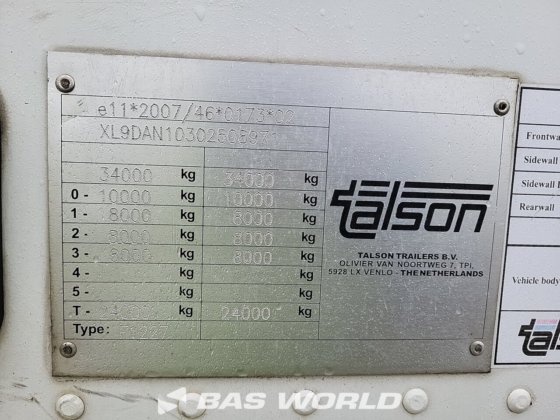 e11*2007/46*0173*02
34000 kg 34000 kg
0 - 10000 kg 10000 kg
1 - 8000 kg 8000 kg
2 - 8000 kg 8000 kg
3 - 8000 kg 8000 kg
4 - kg kg
5 - kg kg
T - 24000 kg 24000 kg
Type:
talson
TALSON TRAILERS B.V.
OLIVIER VAN NOORTWEG 7, TPI,
5928 LX VENLO - THE NETHERLANDS
Frontwa
Sidewall
Sidewall
Rearwall
Vehicle body
talson
BAS WORLD